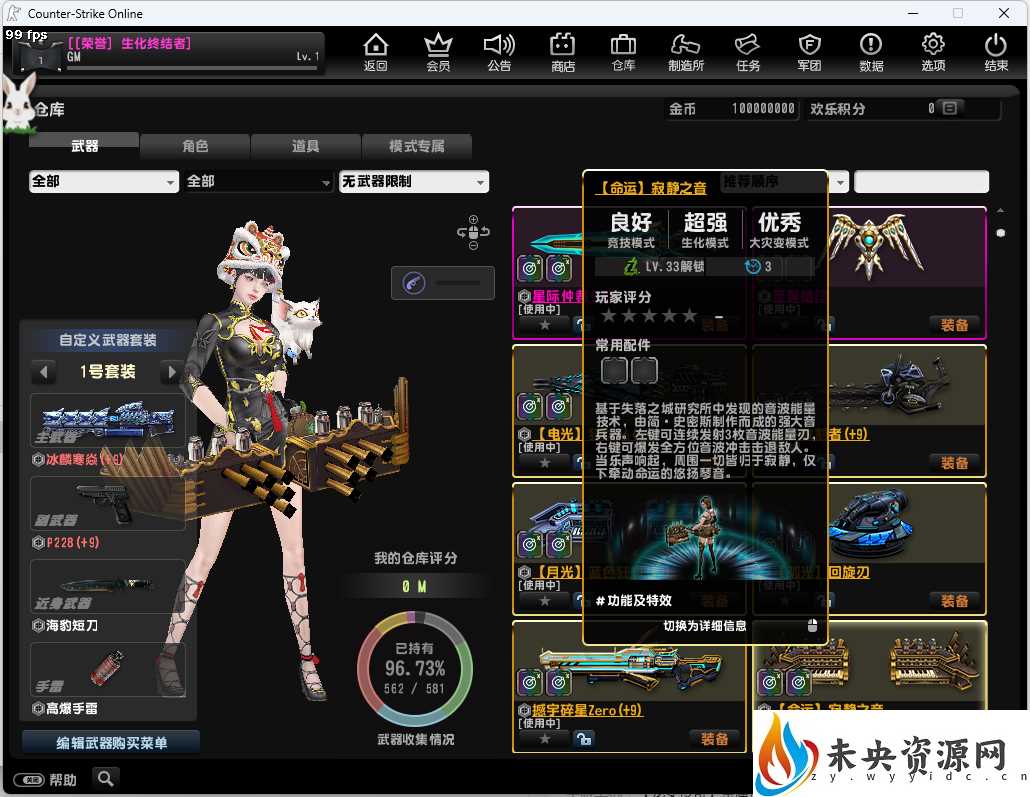 Counter-Strike Online
99 fps
[[荣誉] 生化终结者]
GM
Lv. 1
1
返回
会员
公告
商店
仓库
制造所
任务
军团
数据
选项
结束
仓库
金币 100000000
欢乐积分 0
武器
角色
道具
模式专属
全部
全部
无武器限制
推荐顺序
自定义武器套装
1号套装
主武器
冰麟寒焱(+9)
副武器
P228(+9)
近身武器
海豹短刀
手雷
高爆手雷
编辑武器购买菜单
帮助
我的仓库评分
0 M
已持有
96.73%
562 / 581
武器收集情况
【命运】寂静之音
良好 超强 优秀
竞技模式 生化模式 大灾变模式
LV.33解锁
3
玩家评分
常用配件
基于失落之城研究所中发现的音波能量
技术，由简·史密斯制作而成的强大音
兵器。左键可连续发射3枚音波能量刃，
右键可爆发全方位音波冲击击退敌人。
当乐声响起，周围一切皆归于寂静，仅
下牵动命运的悠扬琴音。
#功能及特效
切换为详细信息
[使用中]
装备
装备
【电光】
[使用中]
者(+9)
装备
【月光】
[使用中]
装备
回旋刃
装备
撼宇碎星Zero(+9)
[使用中]
装备
【命运】寂静之音
未央资源网
zy.wyyidc.cn